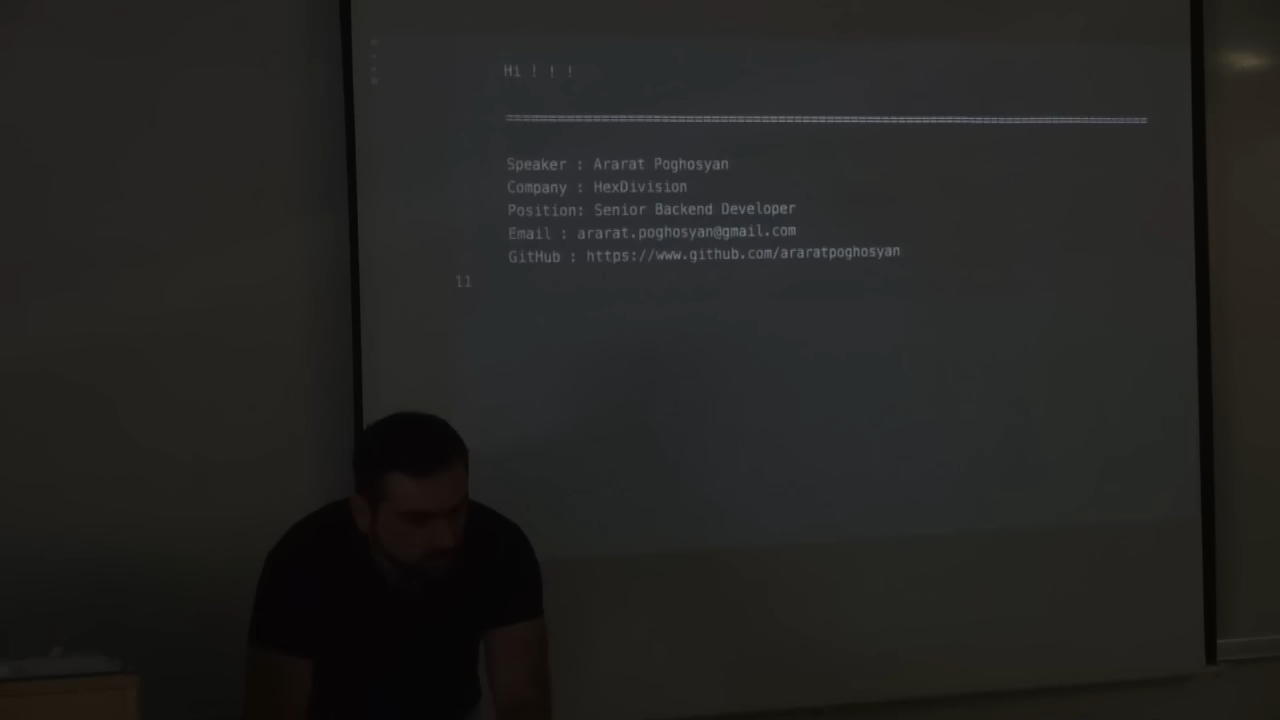 Hi ! ! !
==========================================================================
Speaker : Ararat Poghosyan
Company : HexDivision
Position: Senior Backend Developer
Email : ararat.poghosyan@gmail.com
GitHub : https://www.github.com/araratpoghosyan
11